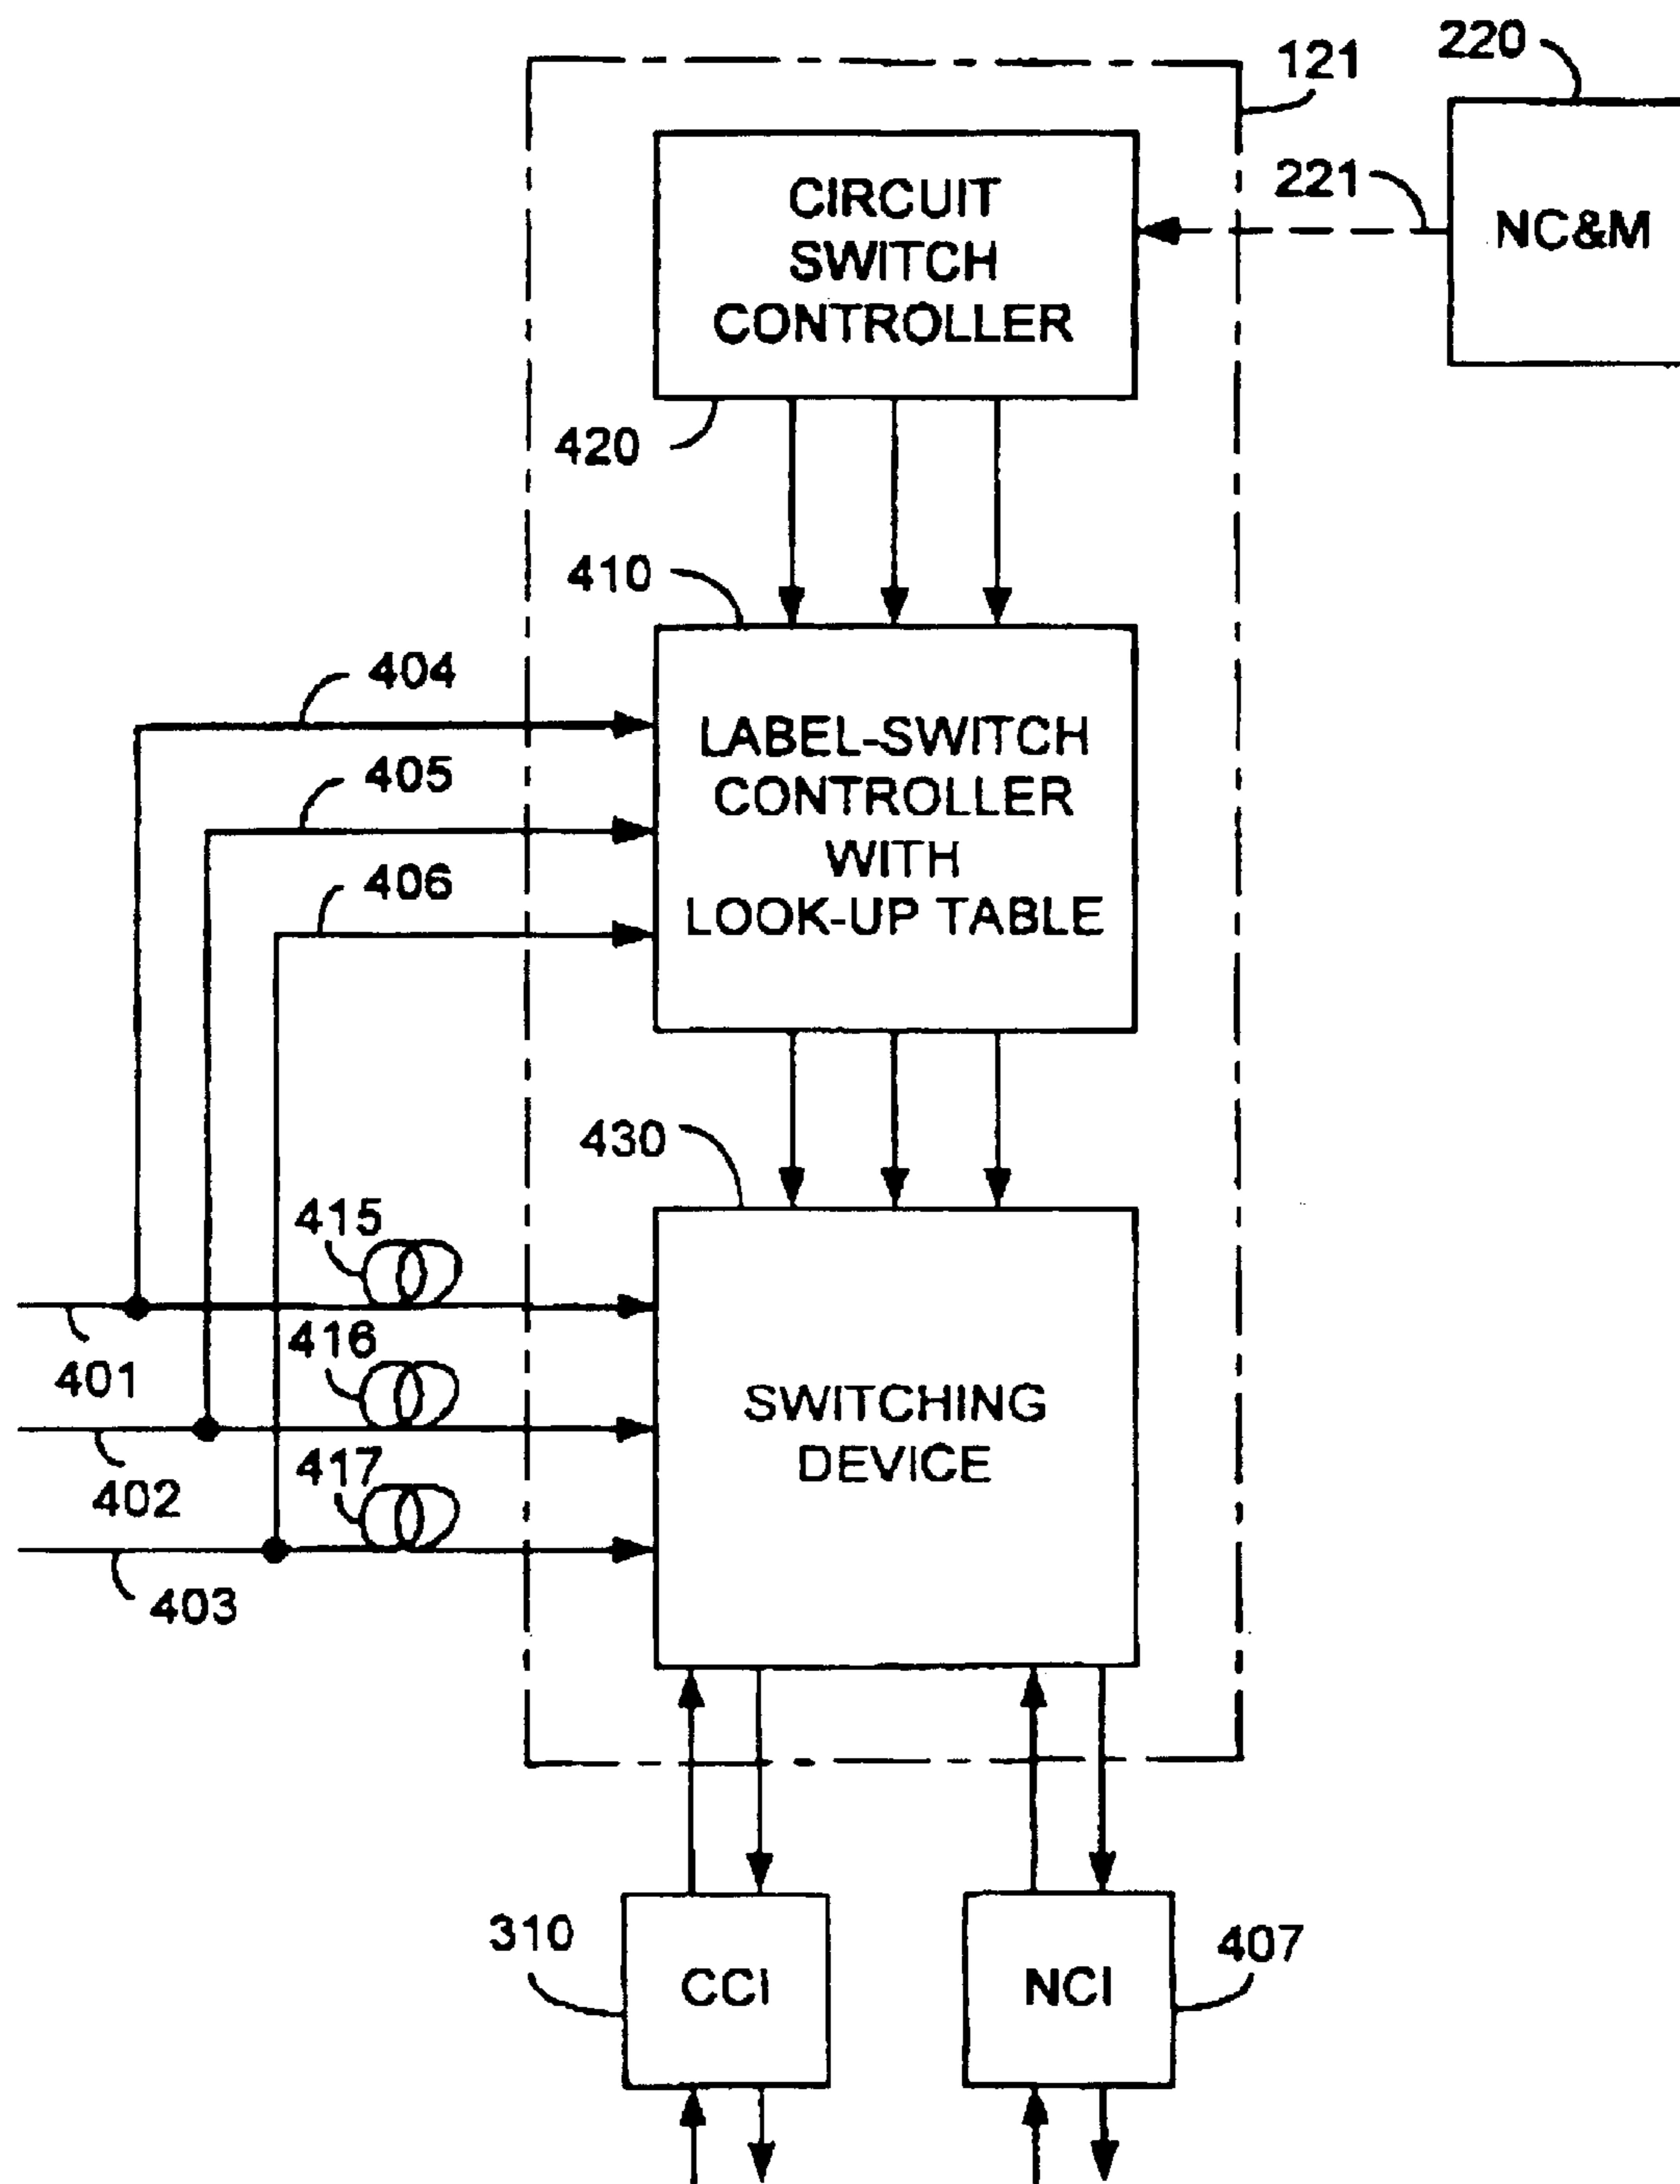 121
220
CIRCUIT
SWITCH
CONTROLLER
221
NC&M
420
410
404
LABEL-SWITCH
CONTROLLER
WITH
LOOK-UP TABLE
405
406
430
415
401
416
SWITCHING
DEVICE
402
417
403
310
CCI
NCI
407